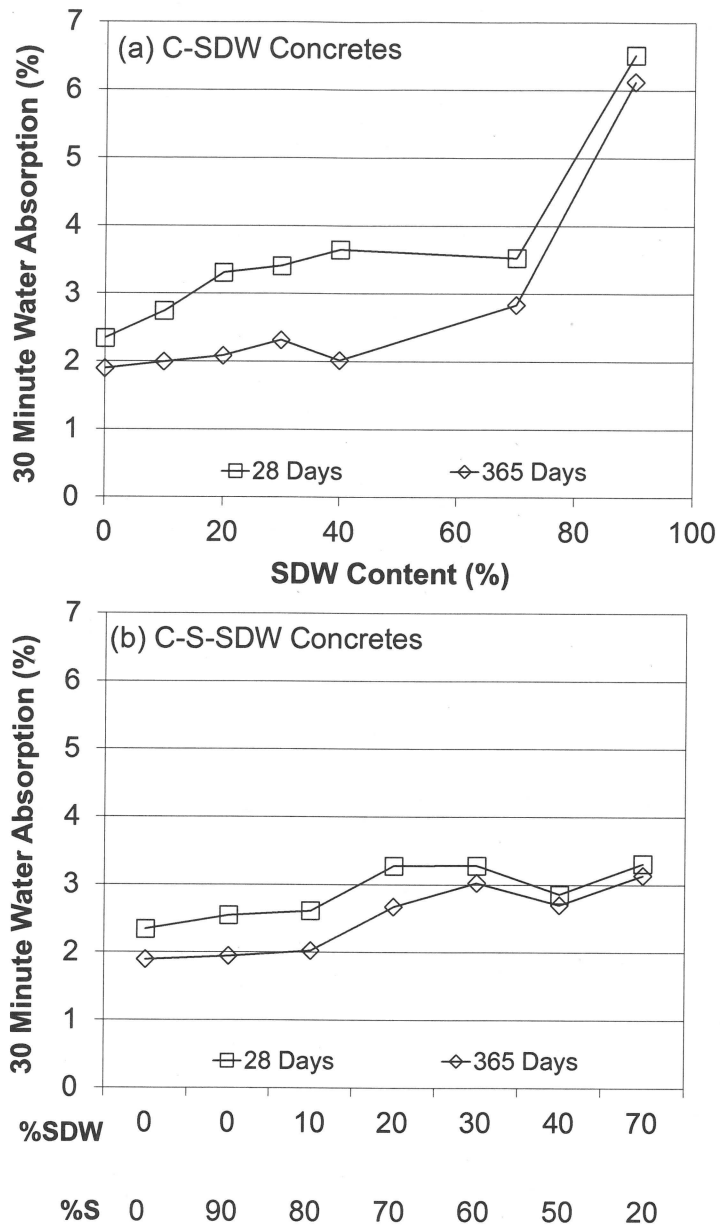 (a) C-SDW Concretes
30 Minute Water Absorption (%)
7
6
5
4
3
2
1
0
28 Days
365 Days
0 20 40 60 80 100
SDW Content (%)
(b) C-S-SDW Concretes
30 Minute Water Absorption (%)
7
6
5
4
3
2
1
0
28 Days
365 Days
%SDW 0 0 10 20 30 40 70
%S 0 90 80 70 60 50 20